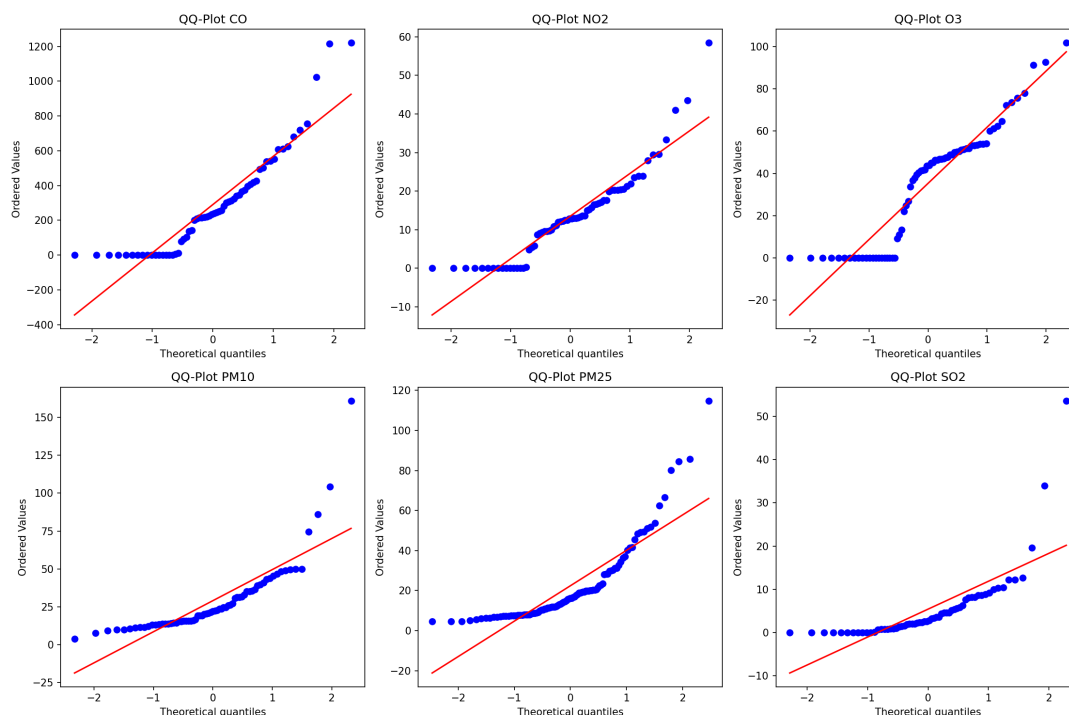 QQ-Plot CO
1200
1000
800
600
400
200
0
−200
−400
Ordered Values
−2 −1 0 1 2
Theoretical quantiles
QQ-Plot NO2
60
50
40
30
20
10
0
−10
Ordered Values
−2 −1 0 1 2
Theoretical quantiles
QQ-Plot O3
100
80
60
40
20
0
−20
Ordered Values
−2 −1 0 1 2
Theoretical quantiles
QQ-Plot PM10
150
125
100
75
50
25
0
−25
Ordered Values
−2 −1 0 1 2
Theoretical quantiles
QQ-Plot PM25
120
100
80
60
40
20
0
−20
Ordered Values
−2 −1 0 1 2
Theoretical quantiles
QQ-Plot SO2
50
40
30
20
10
0
−10
Ordered Values
−2 −1 0 1 2
Theoretical quantiles